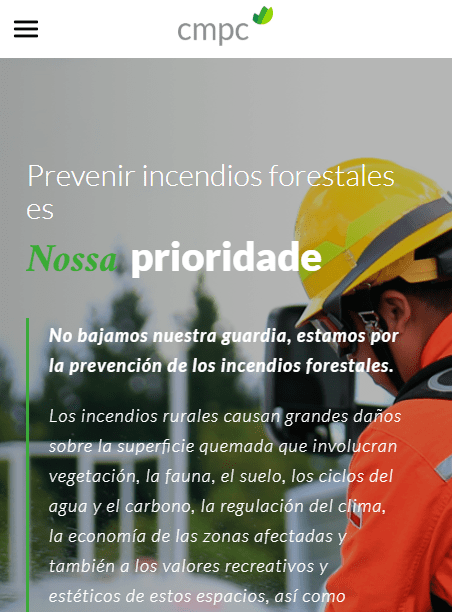 cmpc
Prevenir incendios forestales
es
Nossa prioridade
No bajamos nuestra guardia, estamos por
la prevención de los incendios forestales.
Los incendios rurales causan grandes daños
sobre la superficie quemada que involucran
vegetación, la fauna, el suelo, los ciclos del
agua y el carbono, la regulación del clima,
la economía de las zonas afectadas y
también a los valores recreativos y
estéticos de estos espacios, así como